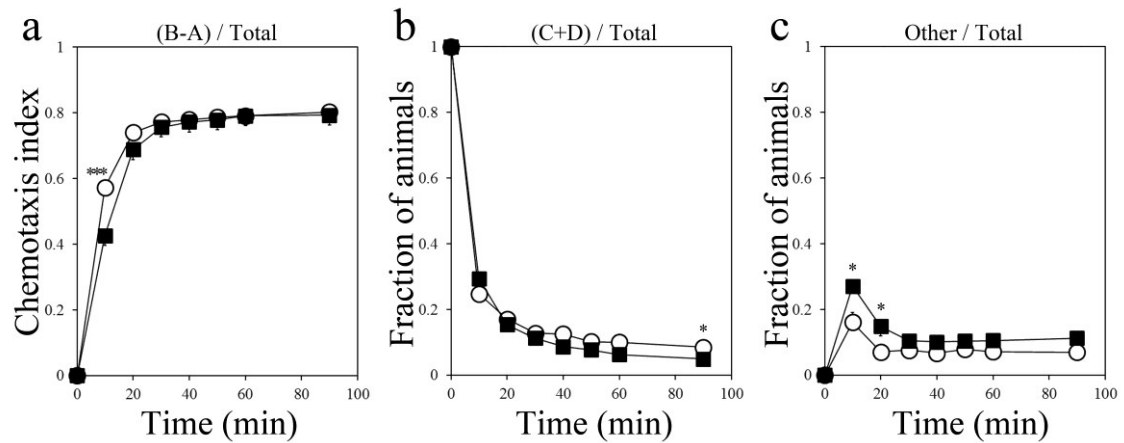 a
(B-A) / Total
Chemotaxis index
1
0.8
0.6
0.4
0.2
0
***
0 20 40 60 80 100
Time (min)
b
(C+D) / Total
Fraction of animals
1
0.8
0.6
0.4
0.2
0
*
0 20 40 60 80 100
Time (min)
c
Other / Total
Fraction of animals
1
0.8
0.6
0.4
0.2
0
*
*
0 20 40 60 80 100
Time (min)